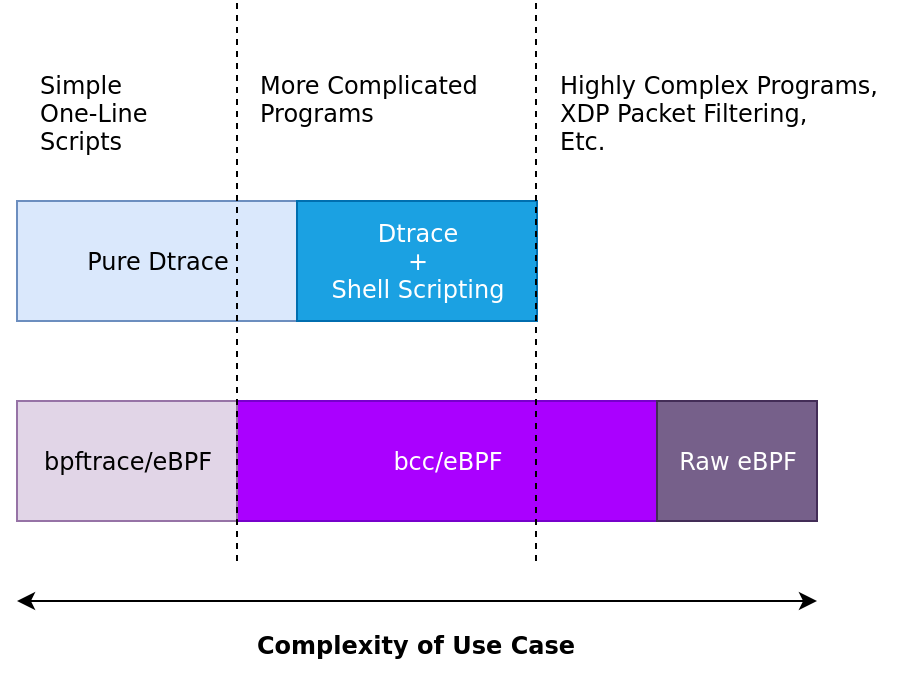 Simple
One-Line
Scripts
More Complicated
Programs
Highly Complex Programs,
XDP Packet Filtering,
Etc.
Pure Dtrace
Dtrace
+
Shell Scripting
bpftrace/eBPF
bcc/eBPF
Raw eBPF
Complexity of Use Case